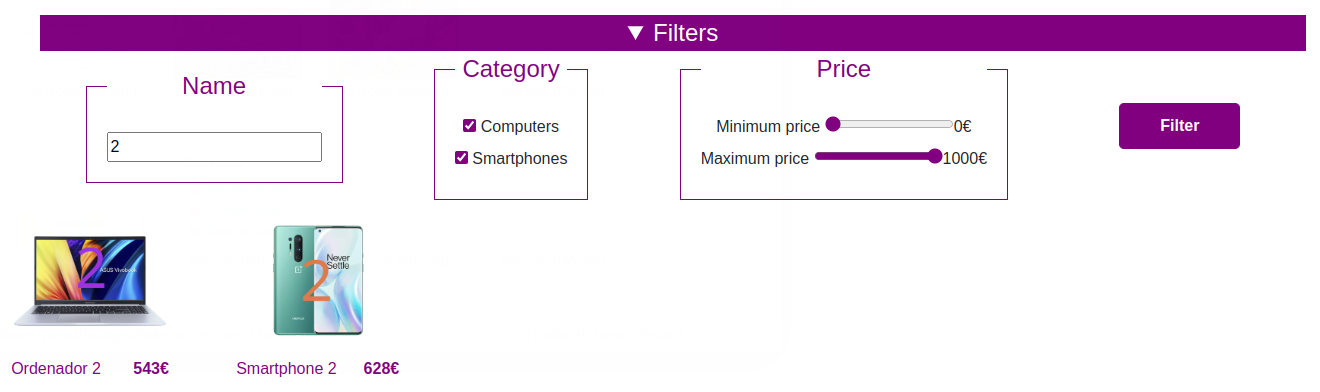 ▼ Filters
Name
2
Category
Computers
Smartphones
Price
Minimum price 0€
Maximum price 1000€
Filter
2
ASUS Vivobook
Never
Settle
2
Ordenador 2 543€
Smartphone 2 628€